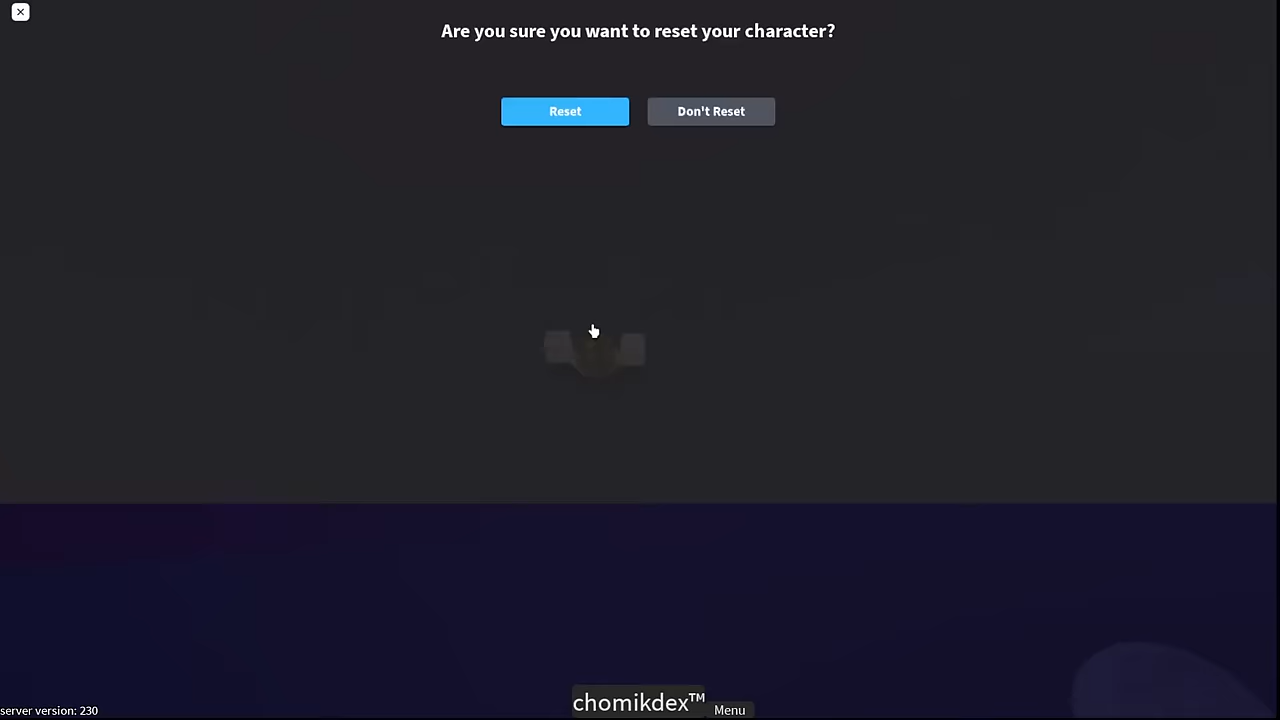 Are you sure you want to reset your character?
Reset
Don't Reset
chomikdex™
Menu
server version: 230